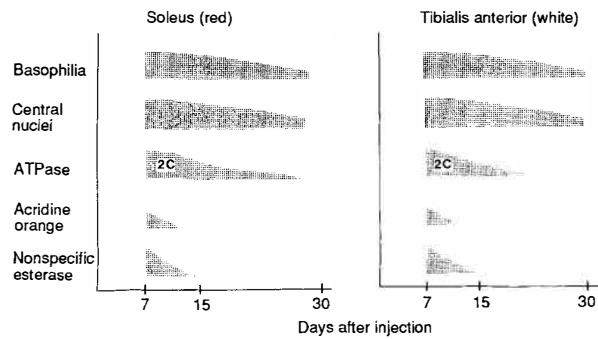 Soleus (red)
Tibialis anterior (white)
Basophilia
Central
nuclei
ATPase
2C
2C
Acridine
orange
Nonspecific
esterase
7 15 30
7 15 30
Days after injection